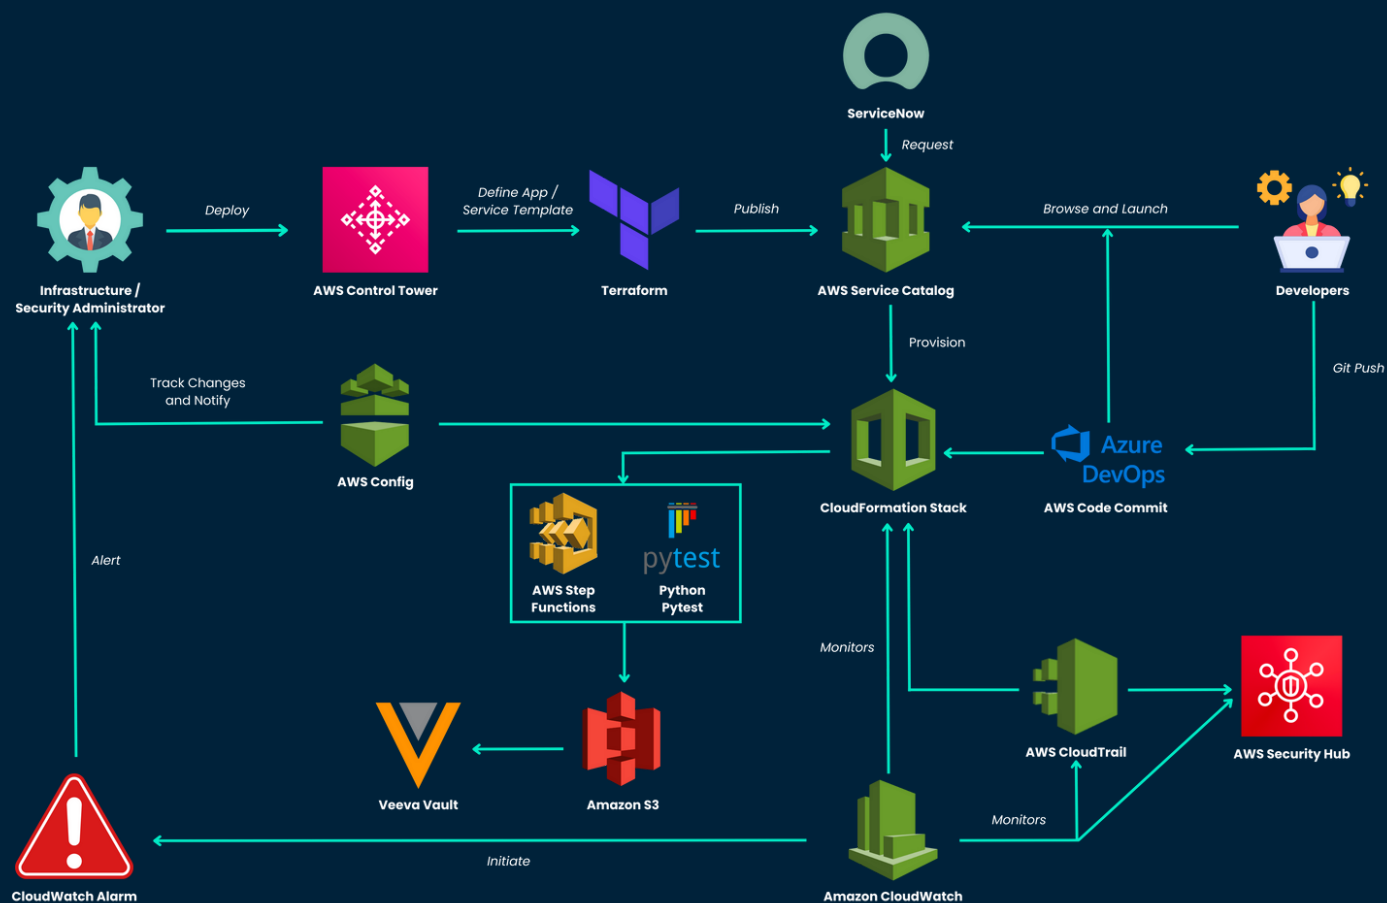 ServiceNow
Request
Deploy
Define App /
Service Template
Publish
Browse and Launch
Infrastructure /
Security Administrator
AWS Control Tower
Terraform
AWS Service Catalog
Developers
Provision
Git Push
Track Changes
and Notify
AWS Config
Azure
DevOps
CloudFormation Stack
AWS Code Commit
Alert
pytest
AWS Step
Functions
Python
Pytest
Monitors
AWS CloudTrail
AWS Security Hub
Veeva Vault
Amazon S3
Monitors
Initiate
CloudWatch Alarm
Amazon CloudWatch